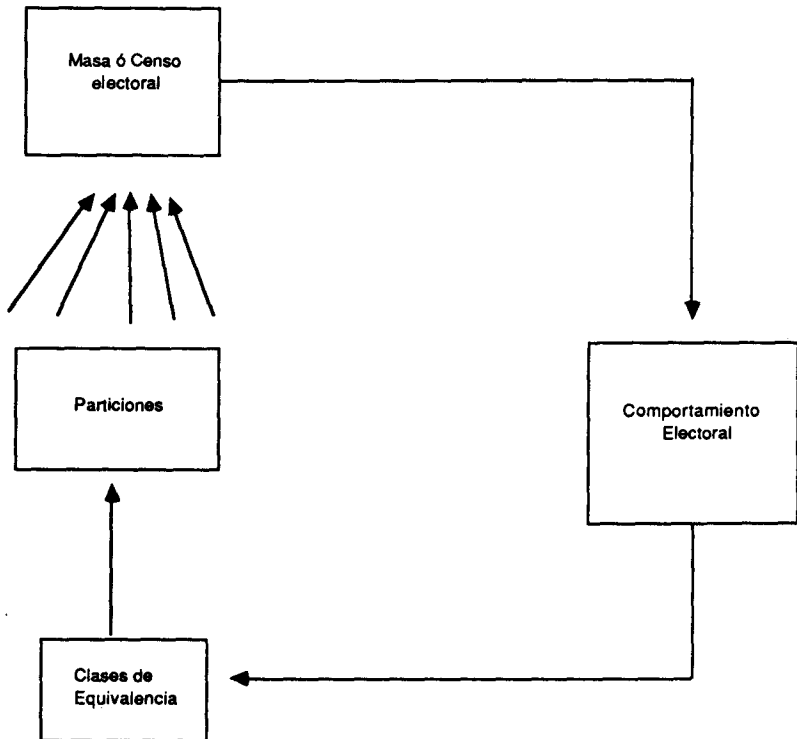 Masa ó Censo
electoral
Particiones
Comportamiento
Electoral
Clases de
Equivalencia